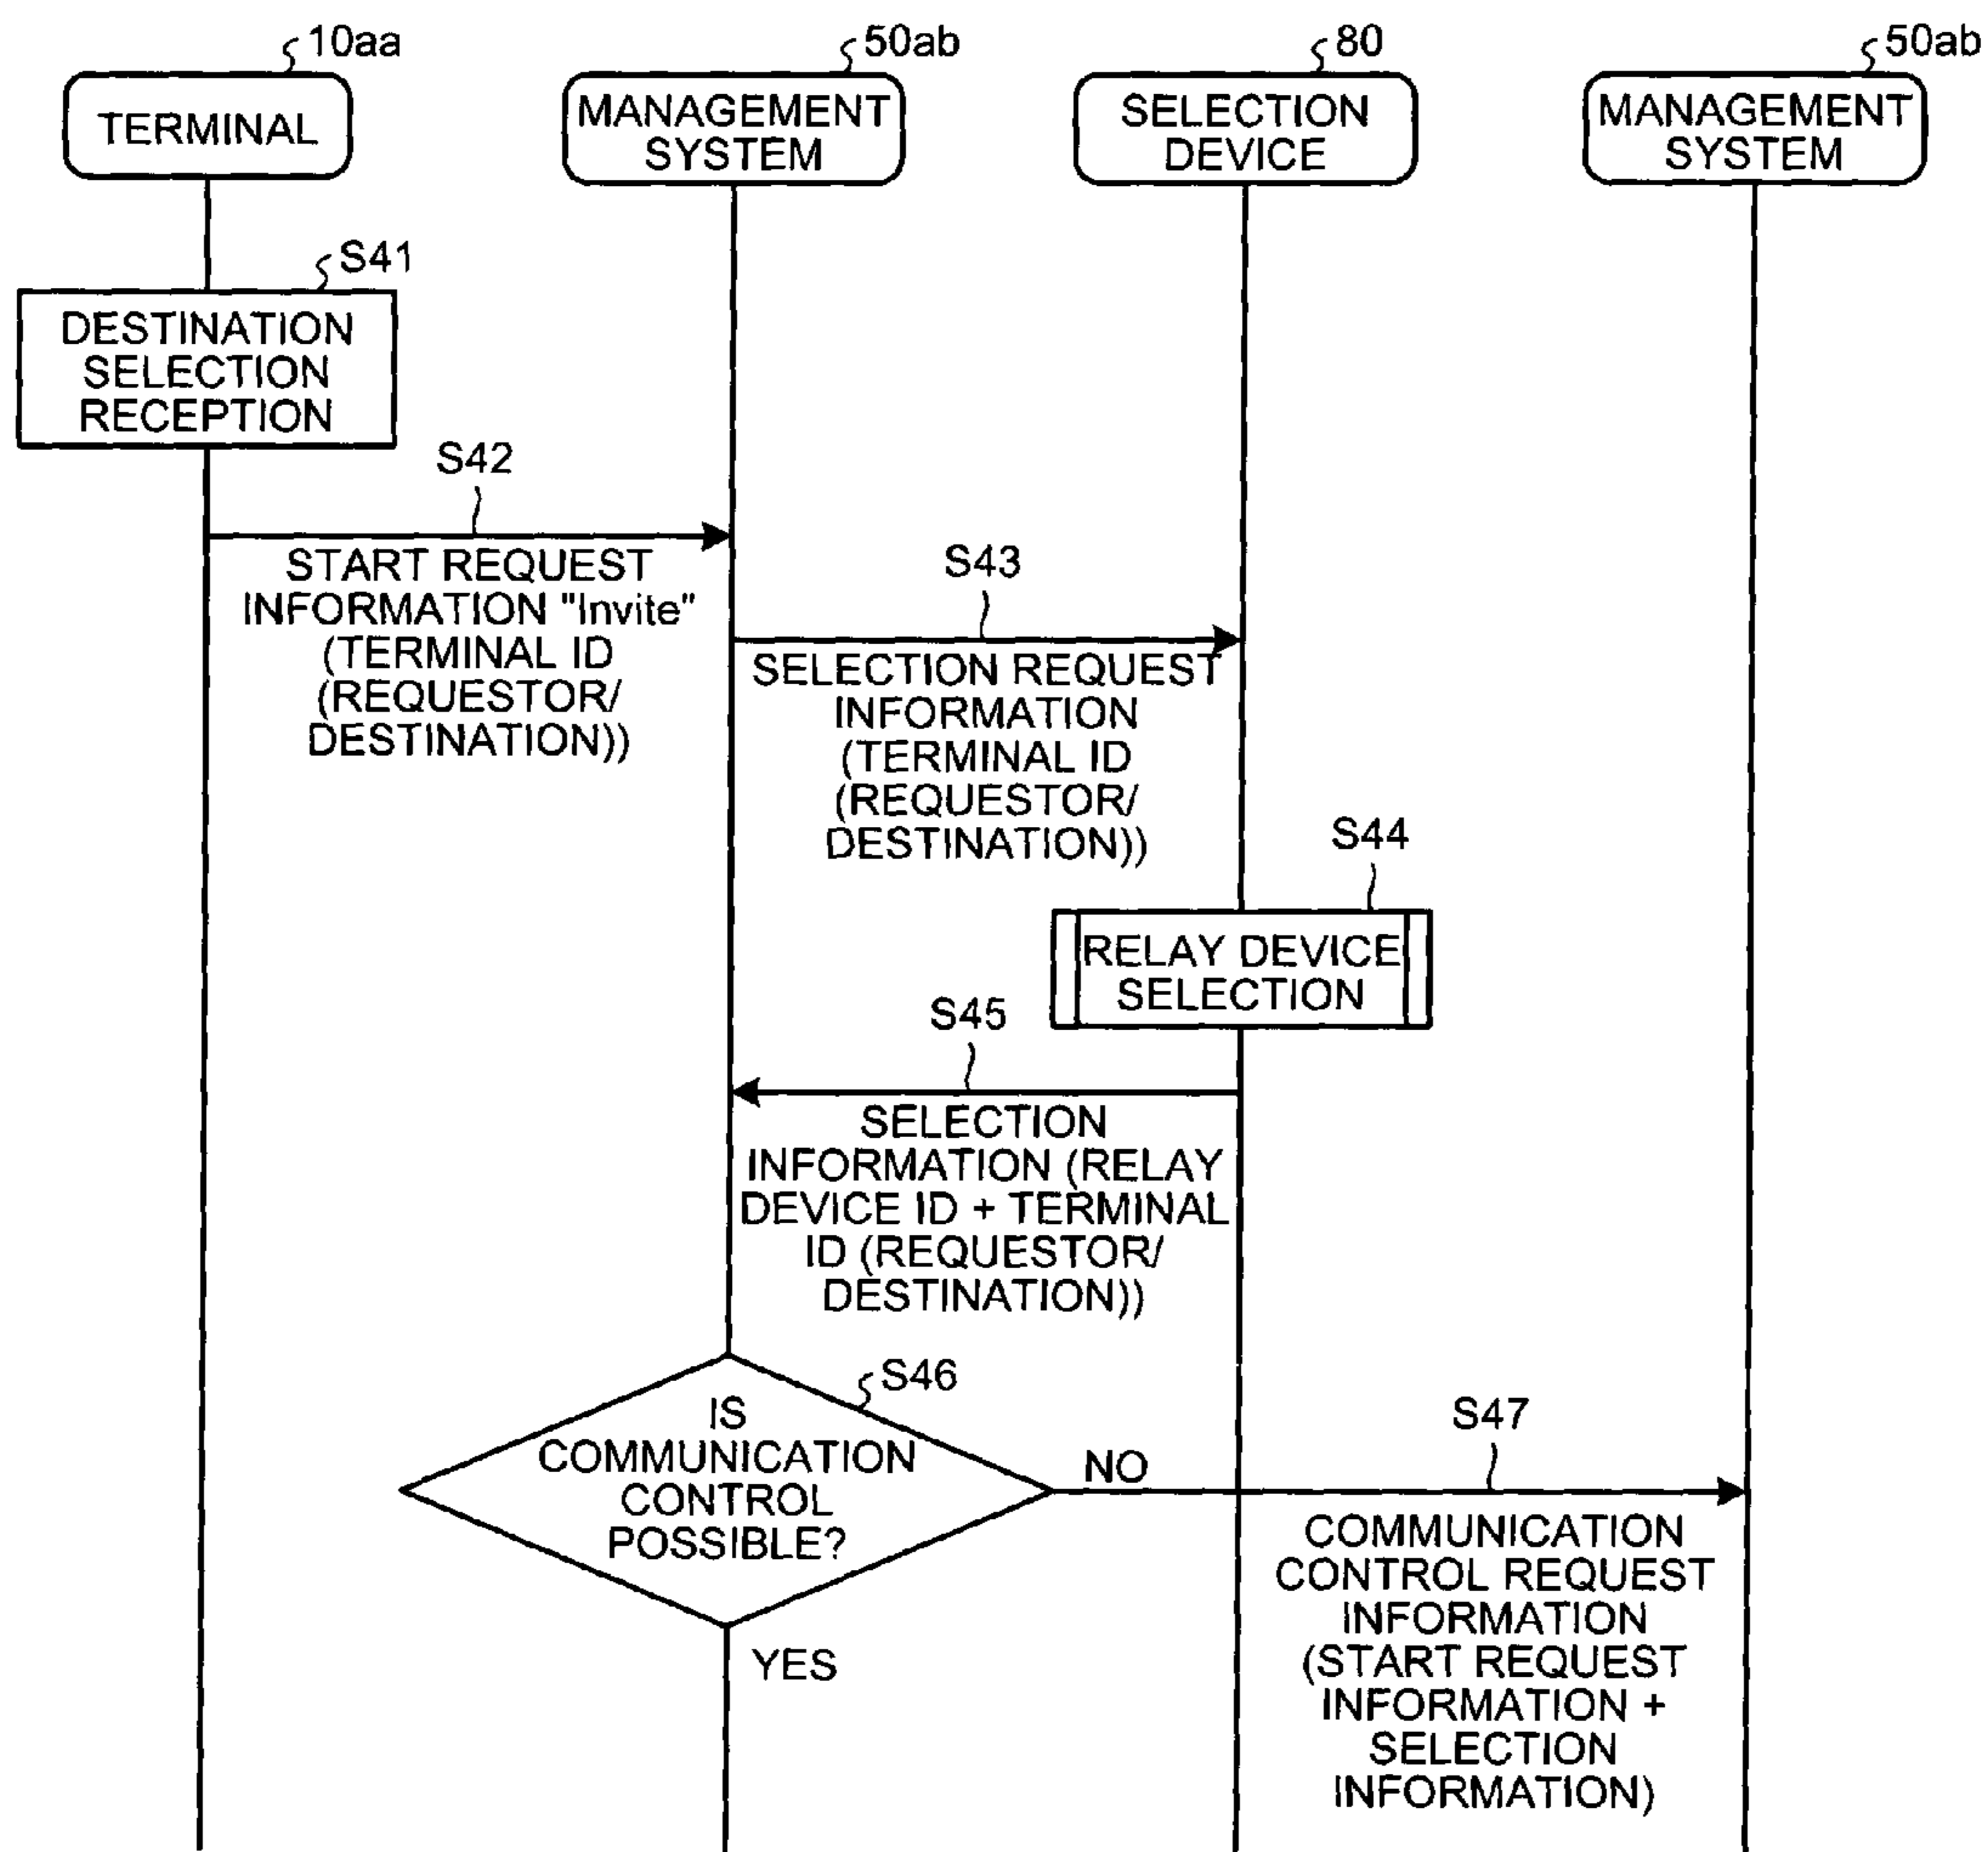 10aa
50ab
80
50ab
TERMINAL
MANAGEMENT
SYSTEM
SELECTION
DEVICE
MANAGEMENT
SYSTEM
S41
DESTINATION
SELECTION
RECEPTION
S42
START REQUEST
INFORMATION "Invite"
(TERMINAL ID
(REQUESTOR/
DESTINATION))
S43
SELECTION REQUEST
INFORMATION
(TERMINAL ID
(REQUESTOR/
DESTINATION))
S44
RELAY DEVICE
SELECTION
S45
SELECTION
INFORMATION (RELAY
DEVICE ID + TERMINAL
ID (REQUESTOR/
DESTINATION))
S46
IS
COMMUNICATION
CONTROL
POSSIBLE?
NO
YES
S47
COMMUNICATION
CONTROL REQUEST
INFORMATION
(START REQUEST
INFORMATION +
SELECTION
INFORMATION)